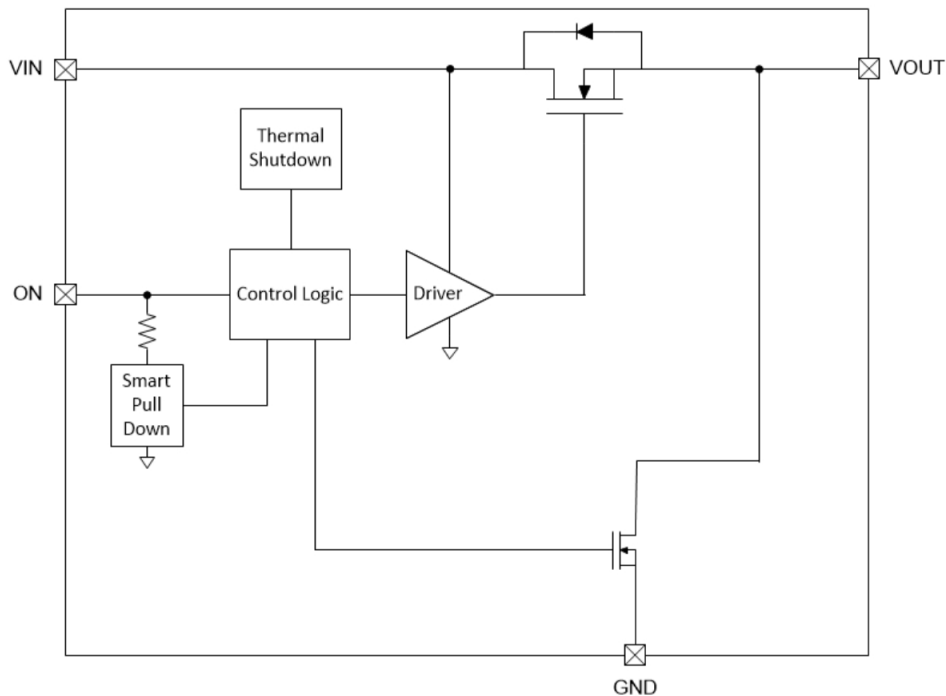 VIN
VOUT
Thermal
Shutdown
ON
Control Logic
Driver
Smart
Pull
Down
GND